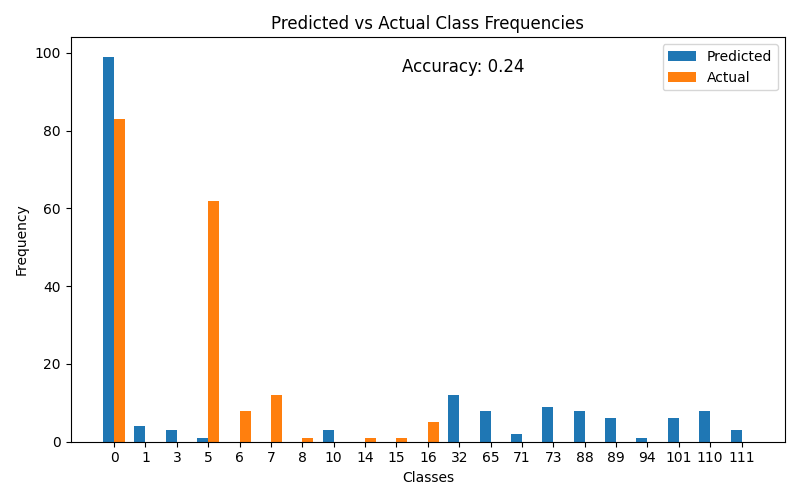 Predicted vs Actual Class Frequencies
Accuracy: 0.24
Predicted
Actual
Frequency
100
80
60
40
20
0
0 1 3 5 6 7 8 10 14 15 16 32 65 71 73 88 89 94 101 110 111
Classes